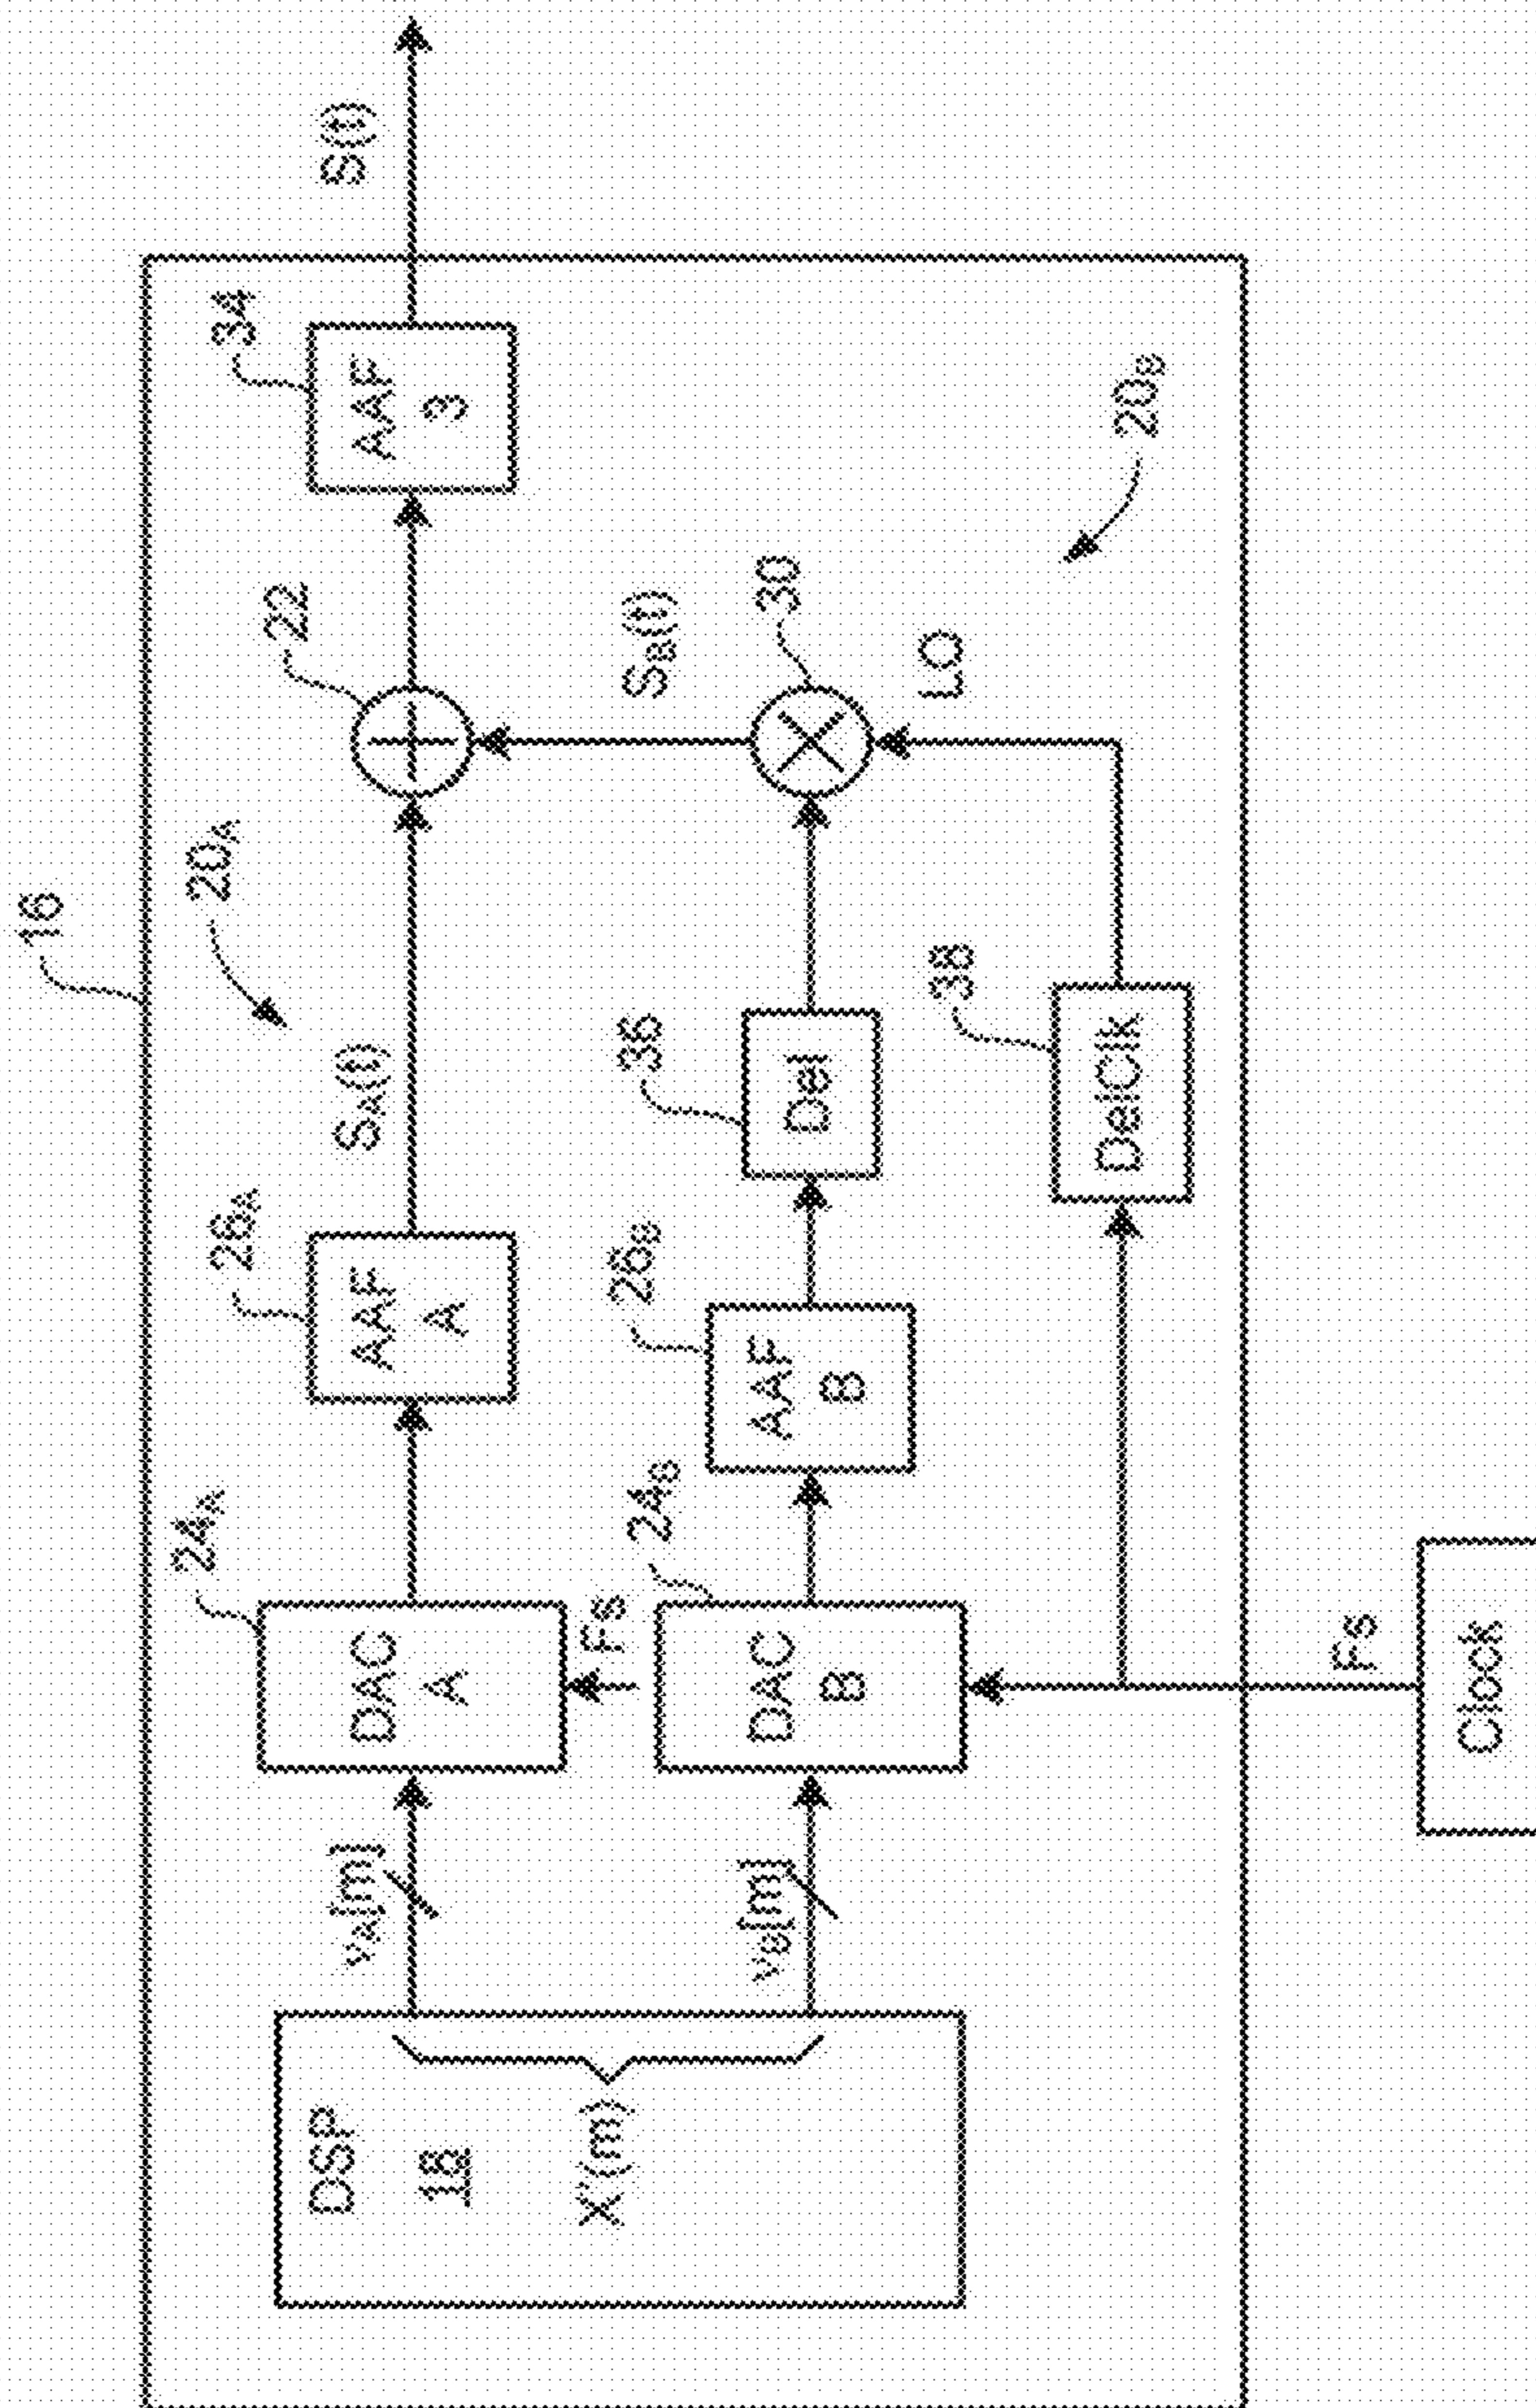 16
20A
24A
26A
22
34
DSP
18
X'(m)
vA[m]
DAC
A
AAF
A
SA(t)
AAF
3
S(t)
Fs
24B
26B
36
SB(t)
30
vB[m]
DAC
B
AAF
B
Del
38
LO
DelClk
20B
Fs
Clock